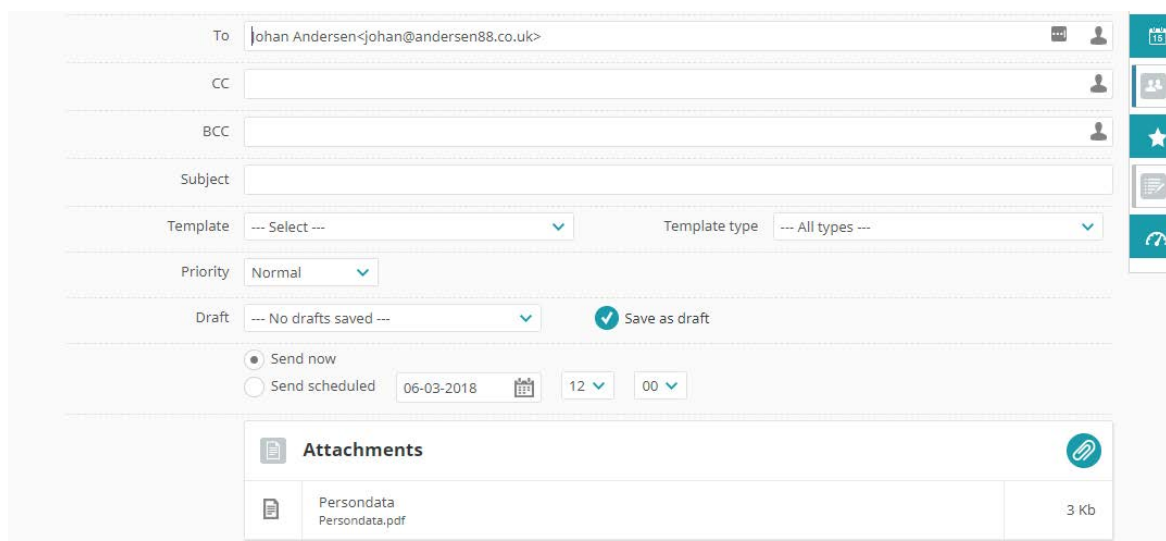 To Johan Andersen<johan@andersen88.co.uk>
CC
BCC
Subject
Template --- Select --- Template type --- All types ---
Priority Normal
Draft --- No drafts saved --- Save as draft
Send now
Send scheduled 06-03-2018 12 00
15
Attachments
Persondata 3 Kb
Persondata.pdf